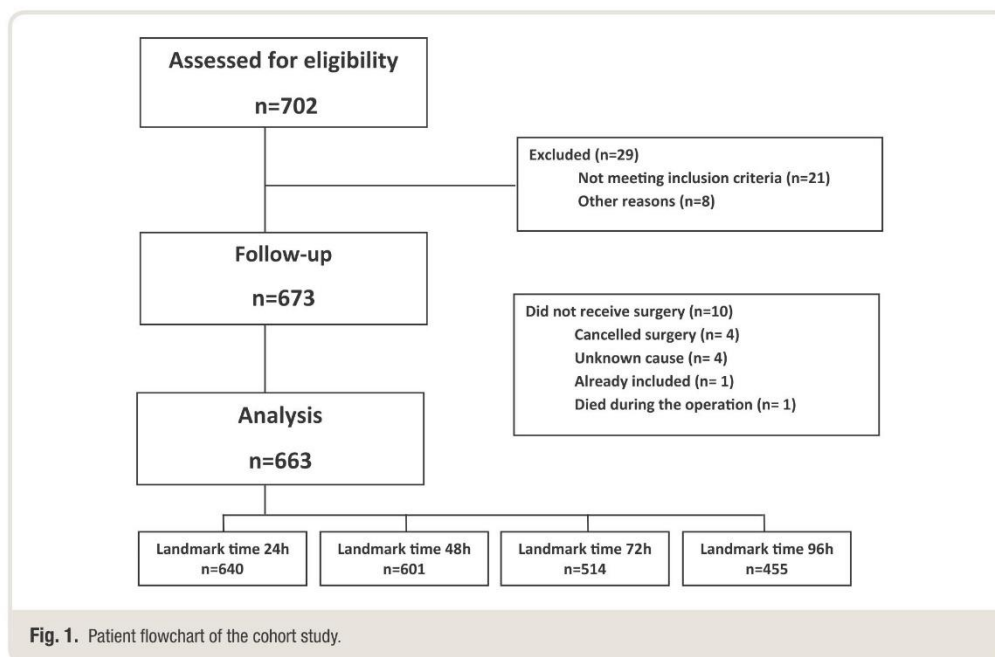 Assessed for eligibility
n=702
Excluded (n=29)
Not meeting inclusion criteria (n=21)
Other reasons (n=8)
Follow-up
n=673
Did not receive surgery (n=10)
Cancelled surgery (n= 4)
Unknown cause (n= 4)
Already included (n= 1)
Died during the operation (n= 1)
Analysis
n=663
Landmark time 24h
n=640
Landmark time 48h
n=601
Landmark time 72h
n=514
Landmark time 96h
n=455
Fig. 1. Patient flowchart of the cohort study.